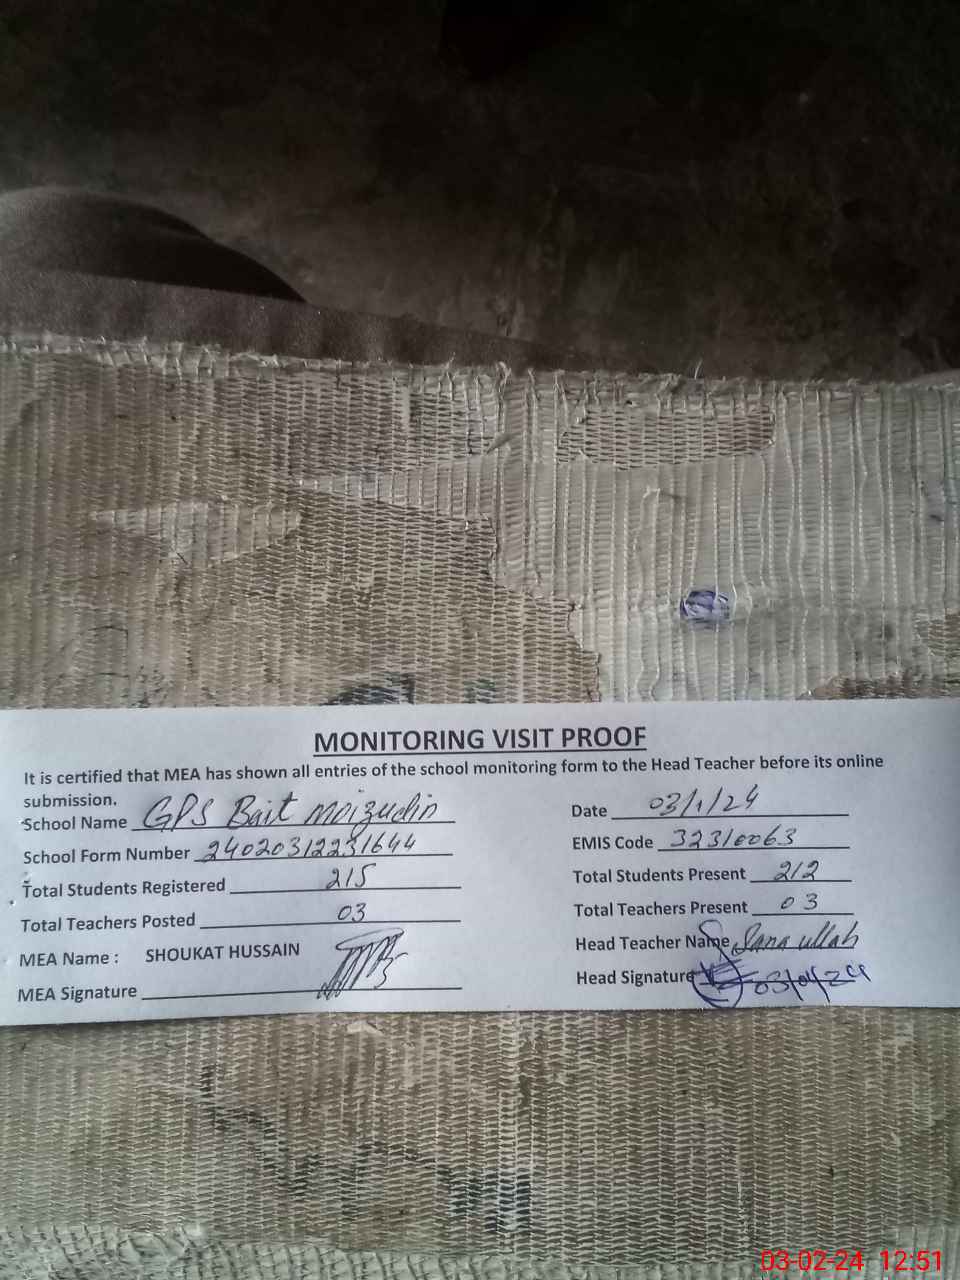 MONITORING VISIT PROOF
It is certified that MEA has shown all entries of the school monitoring form to the Head Teacher before its online
submission.
School Name GPS Bait Moizudin
Date 03/1/24
School Form Number 24020312231644
EMIS Code 32310063
Total Students Registered 215
Total Students Present 212
Total Teachers Posted 03
Total Teachers Present 03
MEA Name : SHOUKAT HUSSAIN
Head Teacher Name Sana ullah
MEA Signature
Head Signature
03-02-24 12:51